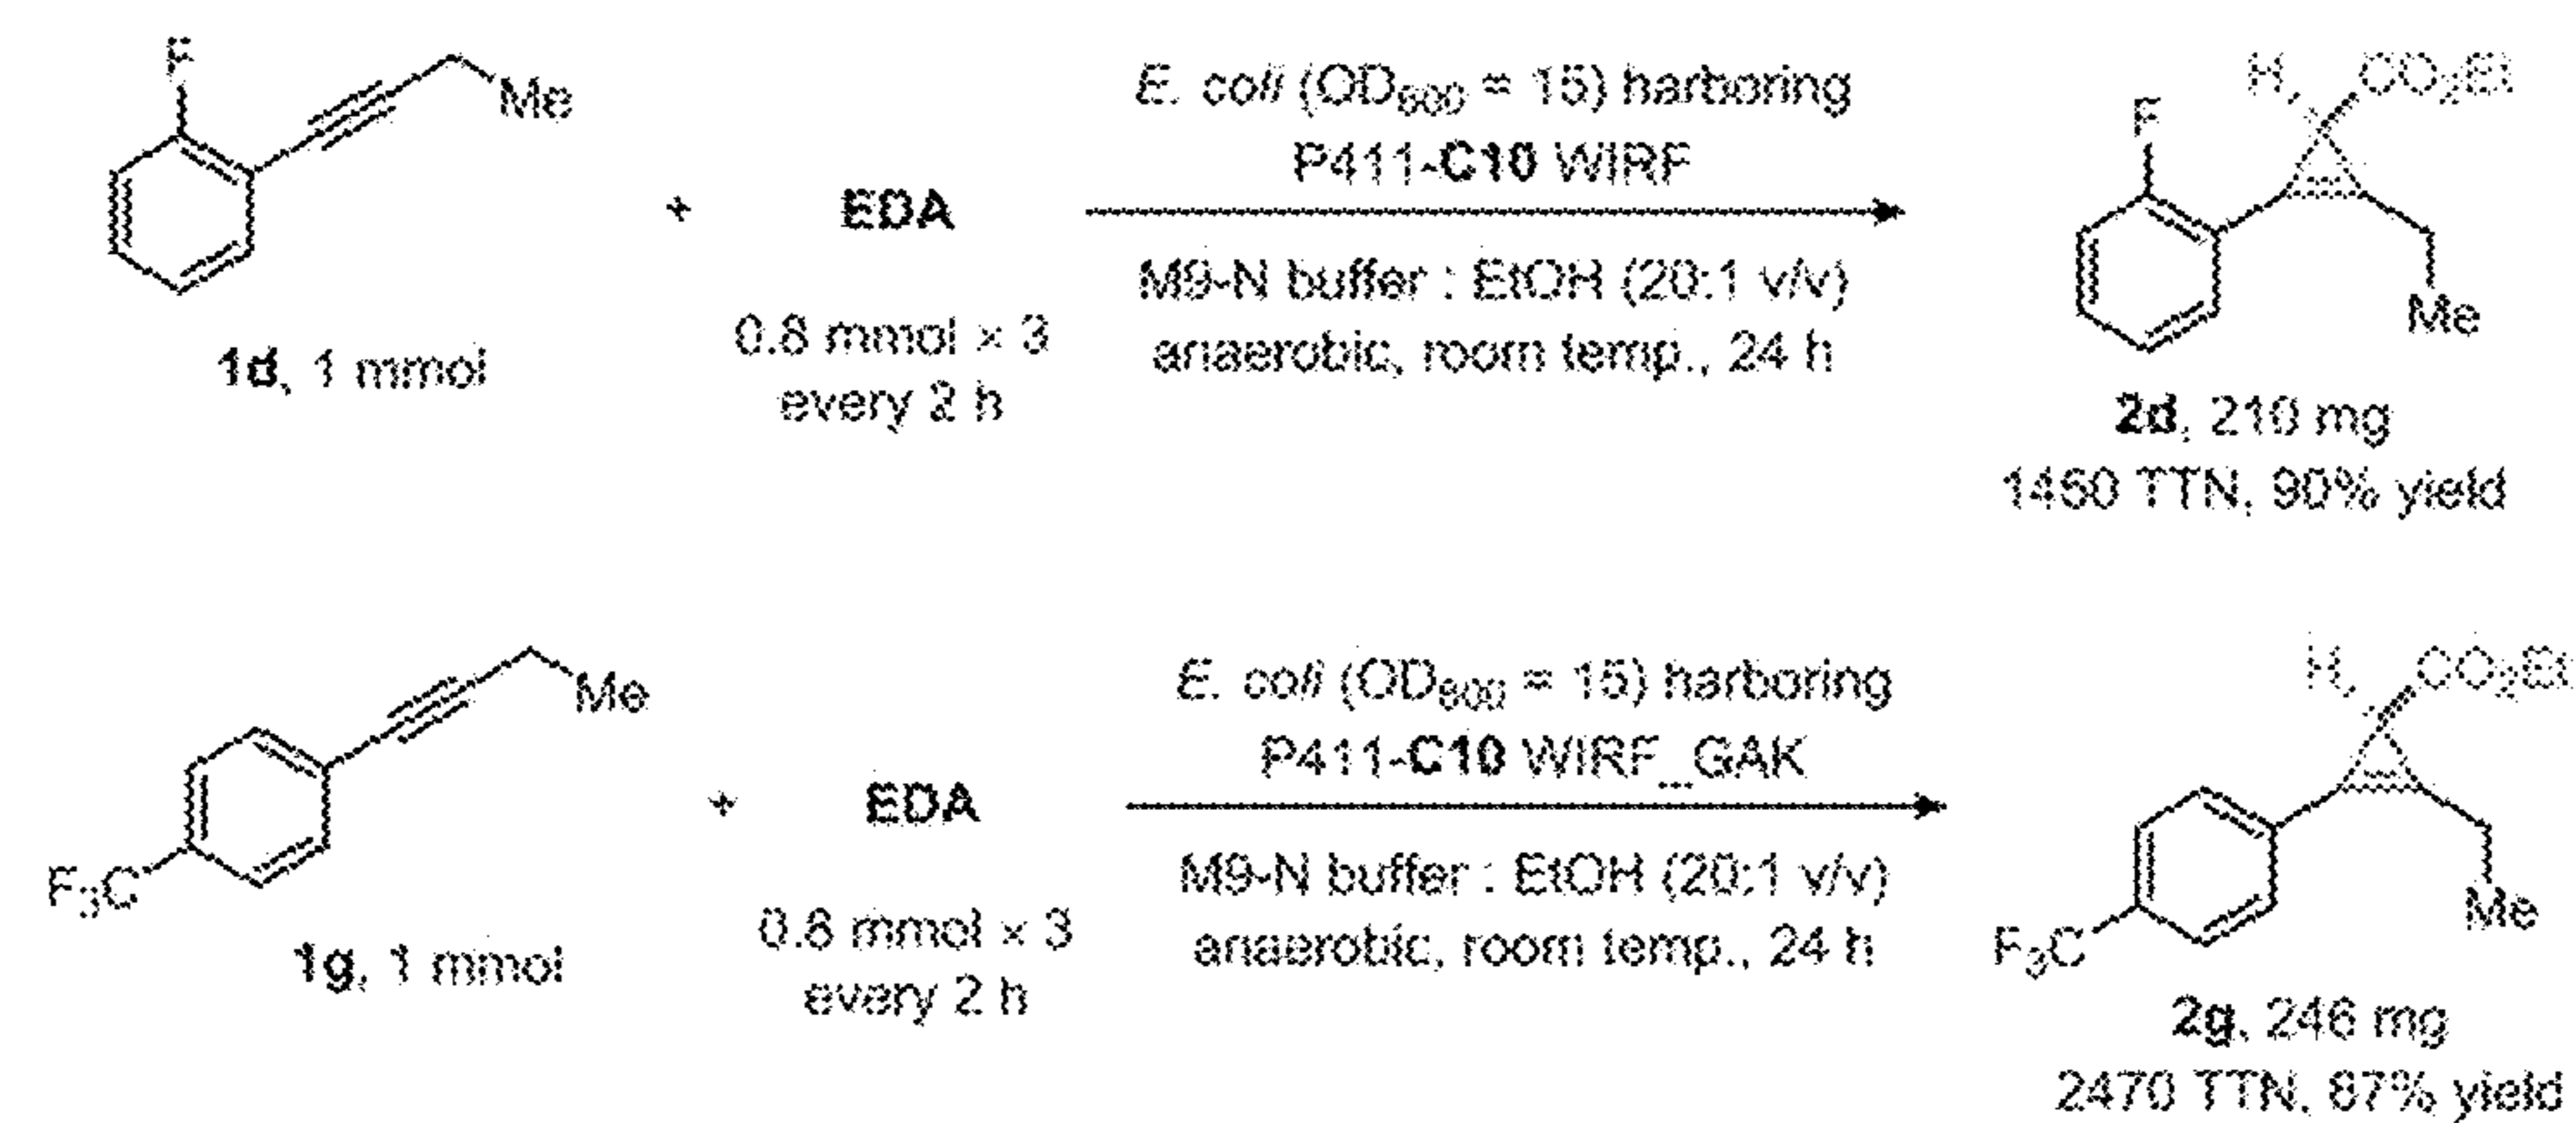 F
Me
1d, 1 mmol
+
EDA
0.8 mmol × 3
every 2 h
E. coli (OD600 = 15) harboring
P411-C10 WIRF
M9-N buffer : EtOH (20:1 v/v)
anaerobic, room temp., 24 h
H
CO2Et
F
Me
2d, 210 mg
1460 TTN, 90% yield
Me
F3C
1g, 1 mmol
+
EDA
0.8 mmol × 3
every 2 h
E. coli (OD600 = 15) harboring
P411-C10 WIRF_GAK
M9-N buffer : EtOH (20:1 v/v)
anaerobic, room temp., 24 h
H
CO2Et
Me
F3C
2g, 246 mg
2470 TTN, 87% yield